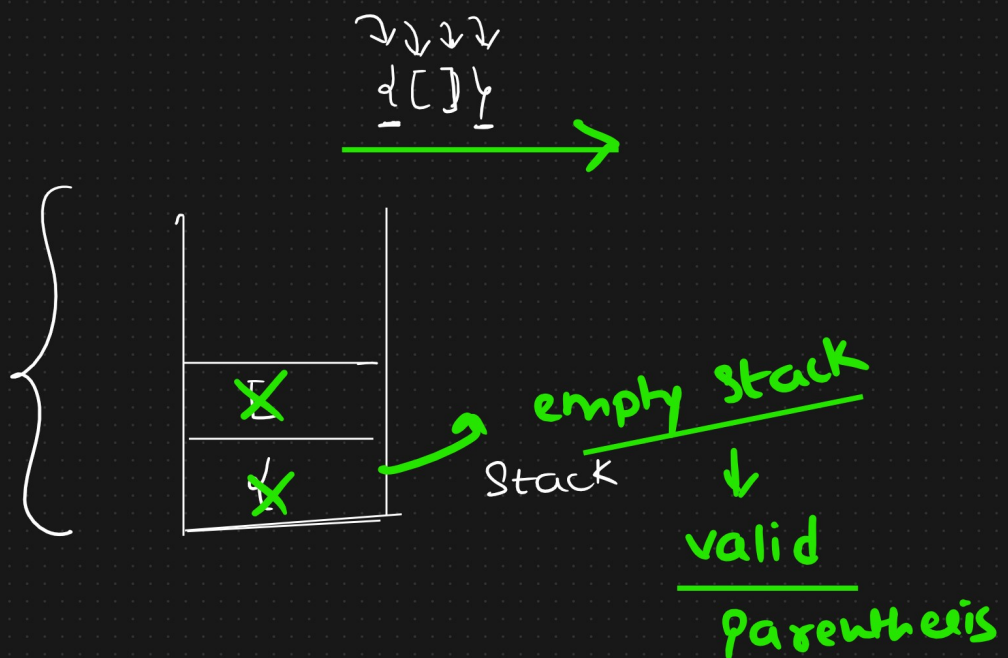 {[]}
[
{
empty stack
Stack
valid
parenthesis